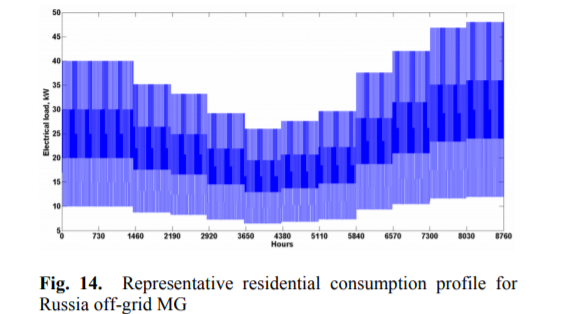 50
45
40
35
30
25
20
15
10
5
Electrical load, kW
0 730 1460 2190 2920 3650 4380 5110 5840 6570 7300 8030 8760
Hours
Fig. 14. Representative residential consumption profile for
Russia off-grid MG